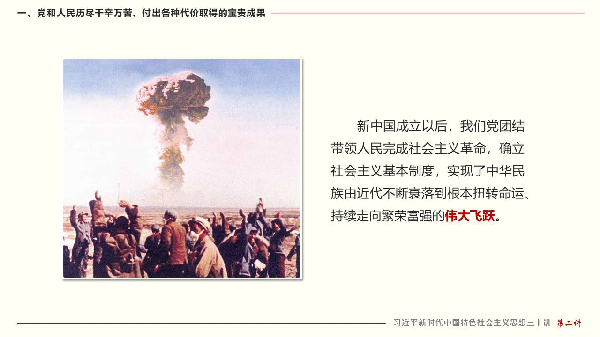 一、党和人民历尽千辛万苦、付出各种代价取得的宝贵成果
新中国成立以后，我们党团结
带领人民完成社会主义革命，确立
社会主义基本制度，实现了中华民
族由近代不断衰落到根本扭转命运、
持续走向繁荣富强的伟大飞跃。
习近平新时代中国特色社会主义思想三十讲 第二讲